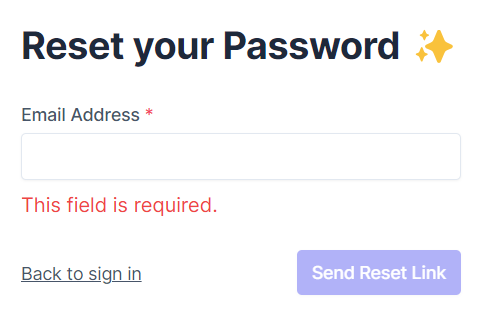 Reset your Password ✨
Email Address *
This field is required.
Back to sign in
Send Reset Link